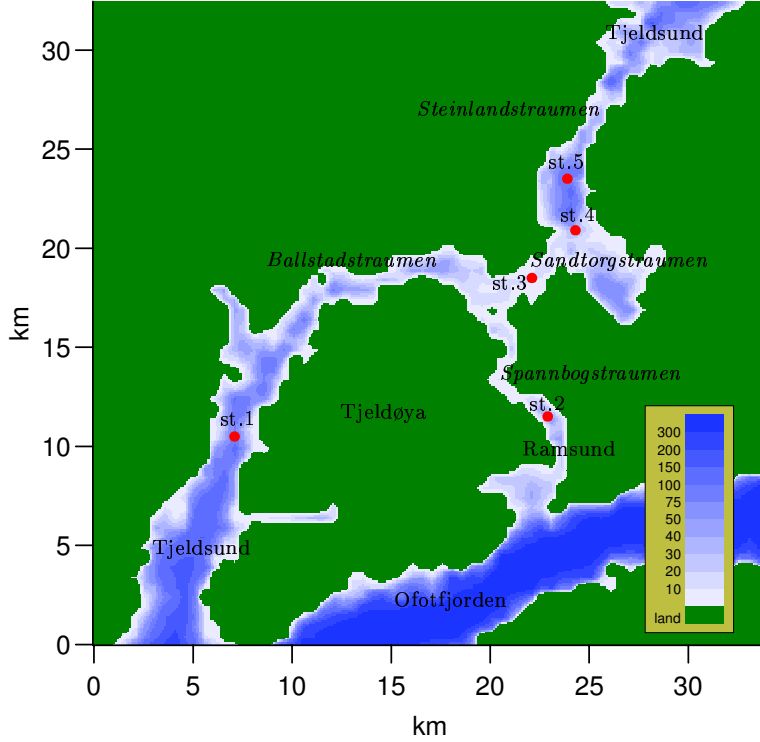 Tjeldsund
30
Steinlandstraumen
25
st.5
st.4
20
Ballstadstraumen
Sandtorgstraumen
st.3
km
15
Spannbogstraumen
st.2
Tjeldøya
st.1
10
Ramsund
300
200
150
100
75
50
40
30
20
10
land
5
Tjeldsund
Ofotfjorden
0
0 5 10 15 20 25 30
km